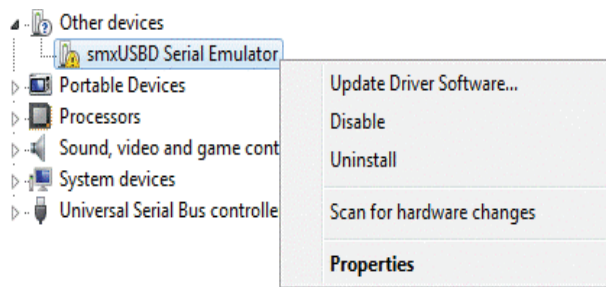 Other devices
smxUSBD Serial Emulator
Portable Devices
Processors
Sound, video and game cont
System devices
Universal Serial Bus controlle
Update Driver Software...
Disable
Uninstall
Scan for hardware changes
Properties